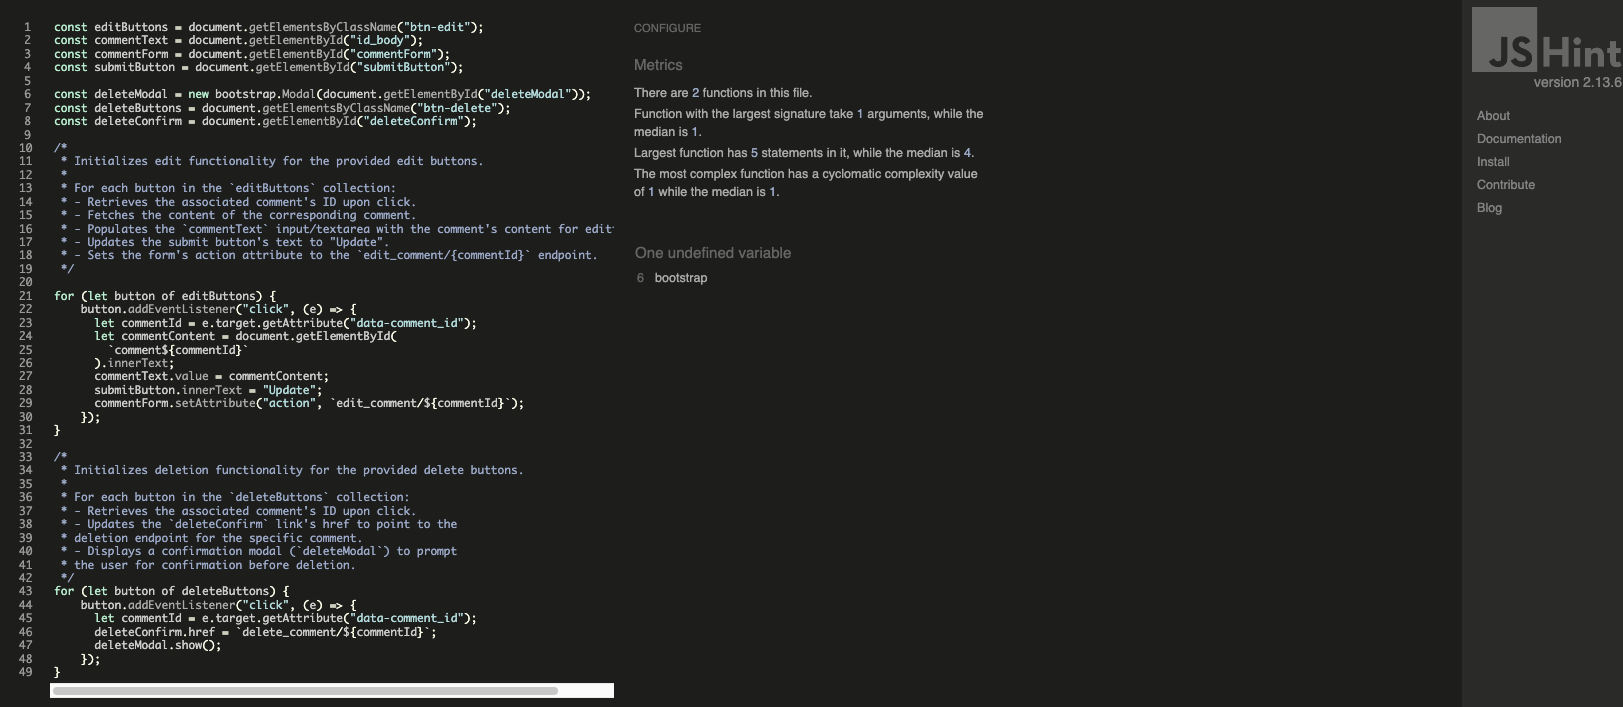 1 const editButtons = document.getElementsByClassName("btn-edit");
2 const commentText = document.getElementById("id_body");
3 const commentForm = document.getElementById("commentForm");
4 const submitButton = document.getElementById("submitButton");
5
6 const deleteModal = new bootstrap.Modal(document.getElementById("deleteModal"));
7 const deleteButtons = document.getElementsByClassName("btn-delete");
8 const deleteConfirm = document.getElementById("deleteConfirm");
9
10 /*
11  * Initializes edit functionality for the provided edit buttons.
12  *
13  * For each button in the `editButtons` collection:
14  * - Retrieves the associated comment's ID upon click.
15  * - Fetches the content of the corresponding comment.
16  * - Populates the `commentText` input/textarea with the comment's content for edit
17  * - Updates the submit button's text to "Update".
18  * - Sets the form's action attribute to the `edit_comment/{commentId}` endpoint.
19  */
20
21 for (let button of editButtons) {
22     button.addEventListener("click", (e) => {
23       let commentId = e.target.getAttribute("data-comment_id");
24       let commentContent = document.getElementById(
25         `comment${commentId}`
26       ).innerText;
27       commentText.value = commentContent;
28       submitButton.innerText = "Update";
29       commentForm.setAttribute("action", `edit_comment/${commentId}`);
30     });
31 }
32
33 /*
34  * Initializes deletion functionality for the provided delete buttons.
35  *
36  * For each button in the `deleteButtons` collection:
37  * - Retrieves the associated comment's ID upon click.
38  * - Updates the `deleteConfirm` link's href to point to the
39  * deletion endpoint for the specific comment.
40  * - Displays a confirmation modal (`deleteModal`) to prompt
41  * the user for confirmation before deletion.
42  */
43 for (let button of deleteButtons) {
44     button.addEventListener("click", (e) => {
45       let commentId = e.target.getAttribute("data-comment_id");
46       deleteConfirm.href = `delete_comment/${commentId}`;
47       deleteModal.show();
48     });
49 }
CONFIGURE
Metrics
There are 2 functions in this file.
Function with the largest signature take 1 arguments, while the
median is 1.
Largest function has 5 statements in it, while the median is 4.
The most complex function has a cyclomatic complexity value
of 1 while the median is 1.
One undefined variable
6 bootstrap
JSHint
version 2.13.6
About
Documentation
Install
Contribute
Blog